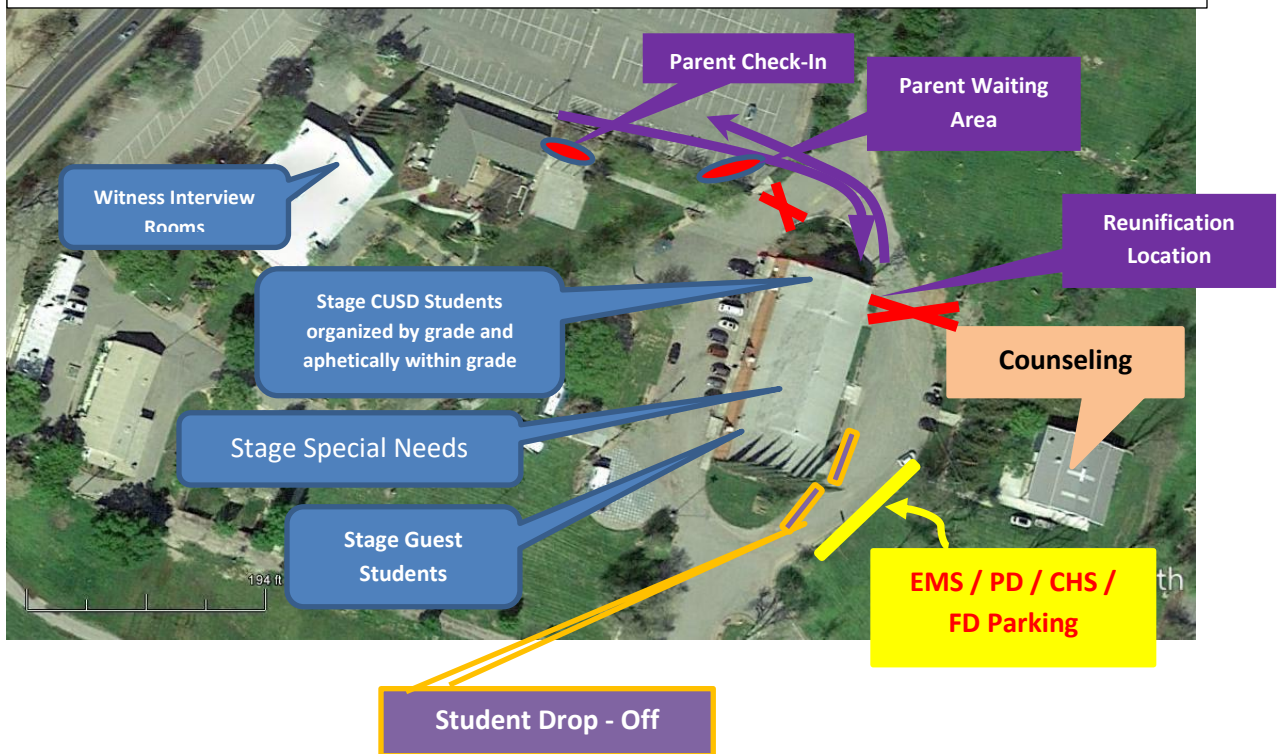 Parent Check-In
Parent Waiting
Area
Witness Interview
Rooms
Reunification
Location
Stage CUSD Students
organized by grade and
aphetically within grade
Counseling
Stage Special Needs
Stage Guest
Students
194 ft
th
EMS / PD / CHS /
FD Parking
Student Drop - Off